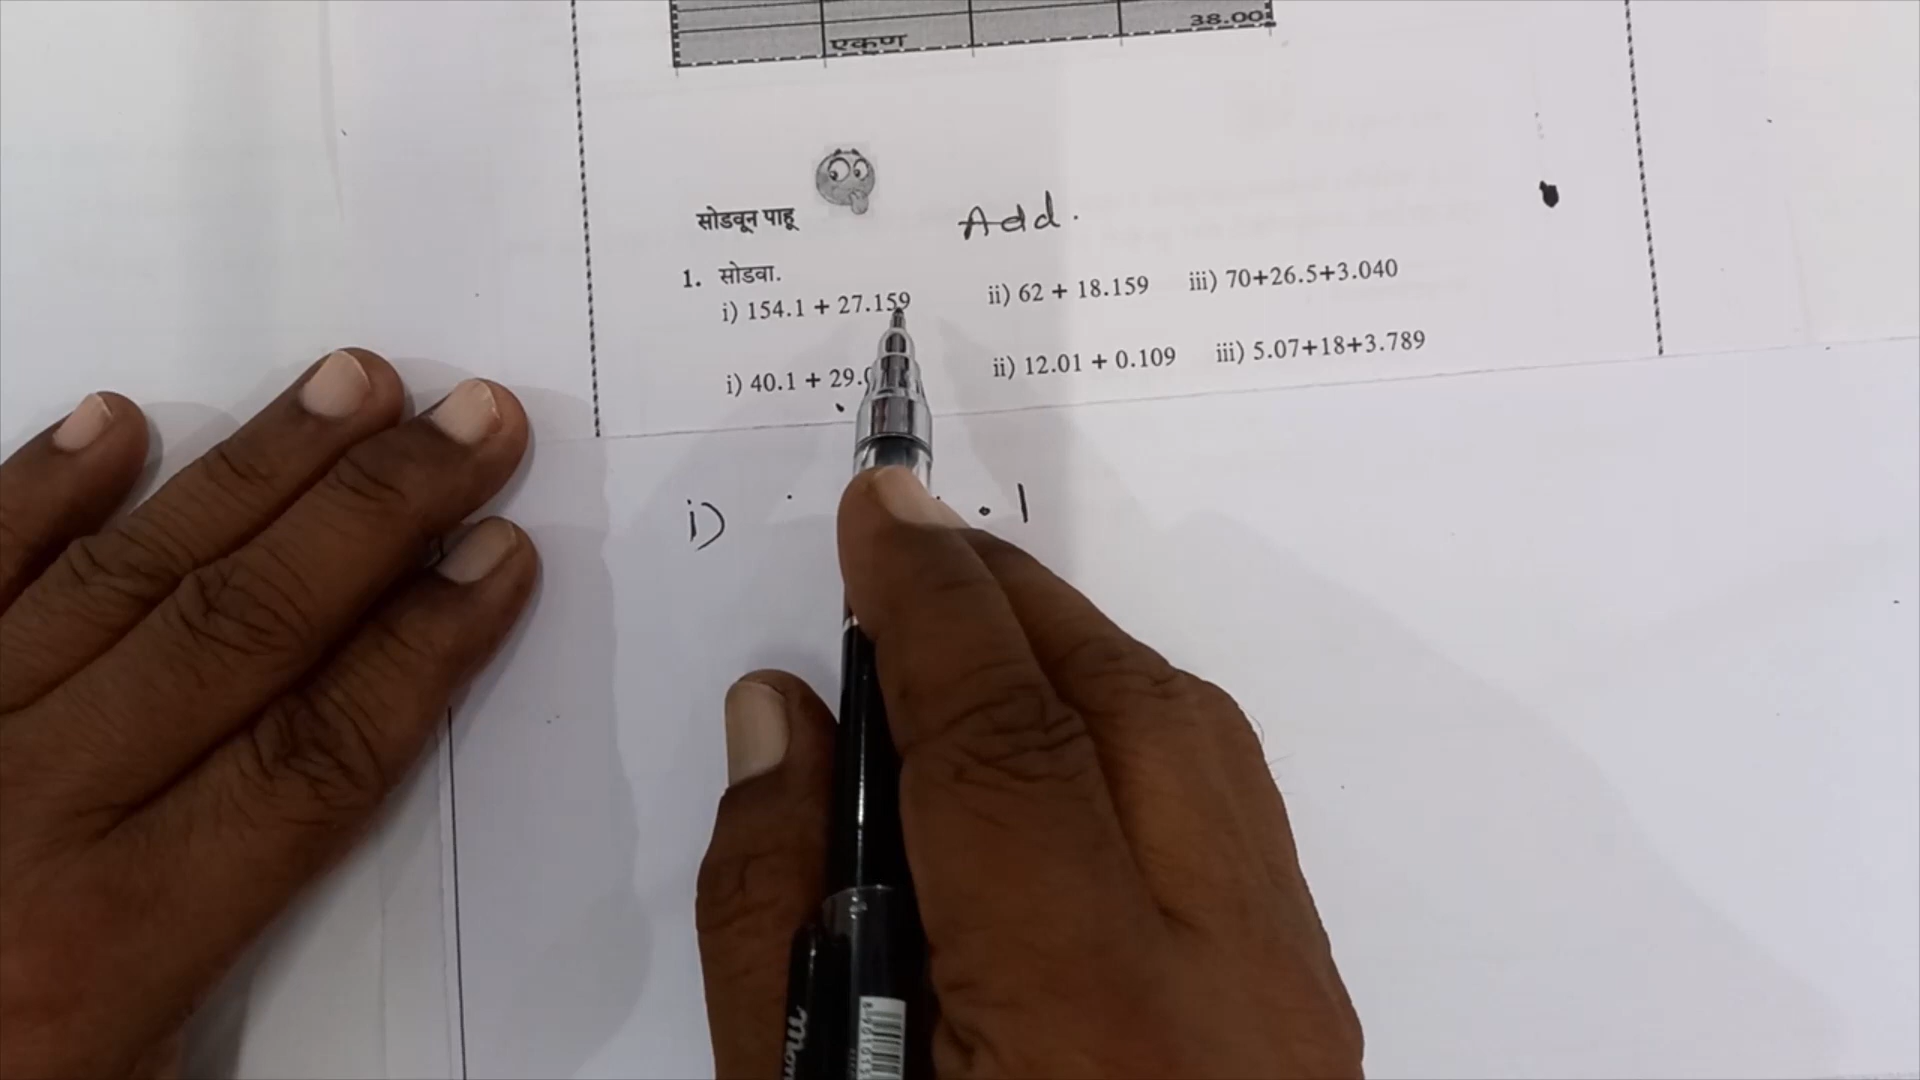 38.00
एकूण
सोडवून पाहू
Add.
1. सोडवा.
i) 154.1 + 27.159 ii) 62 + 18.159 iii) 70+26.5+3.040
i) 40.1 + 29. ii) 12.01 + 0.109 iii) 5.07+18+3.789
i) .1